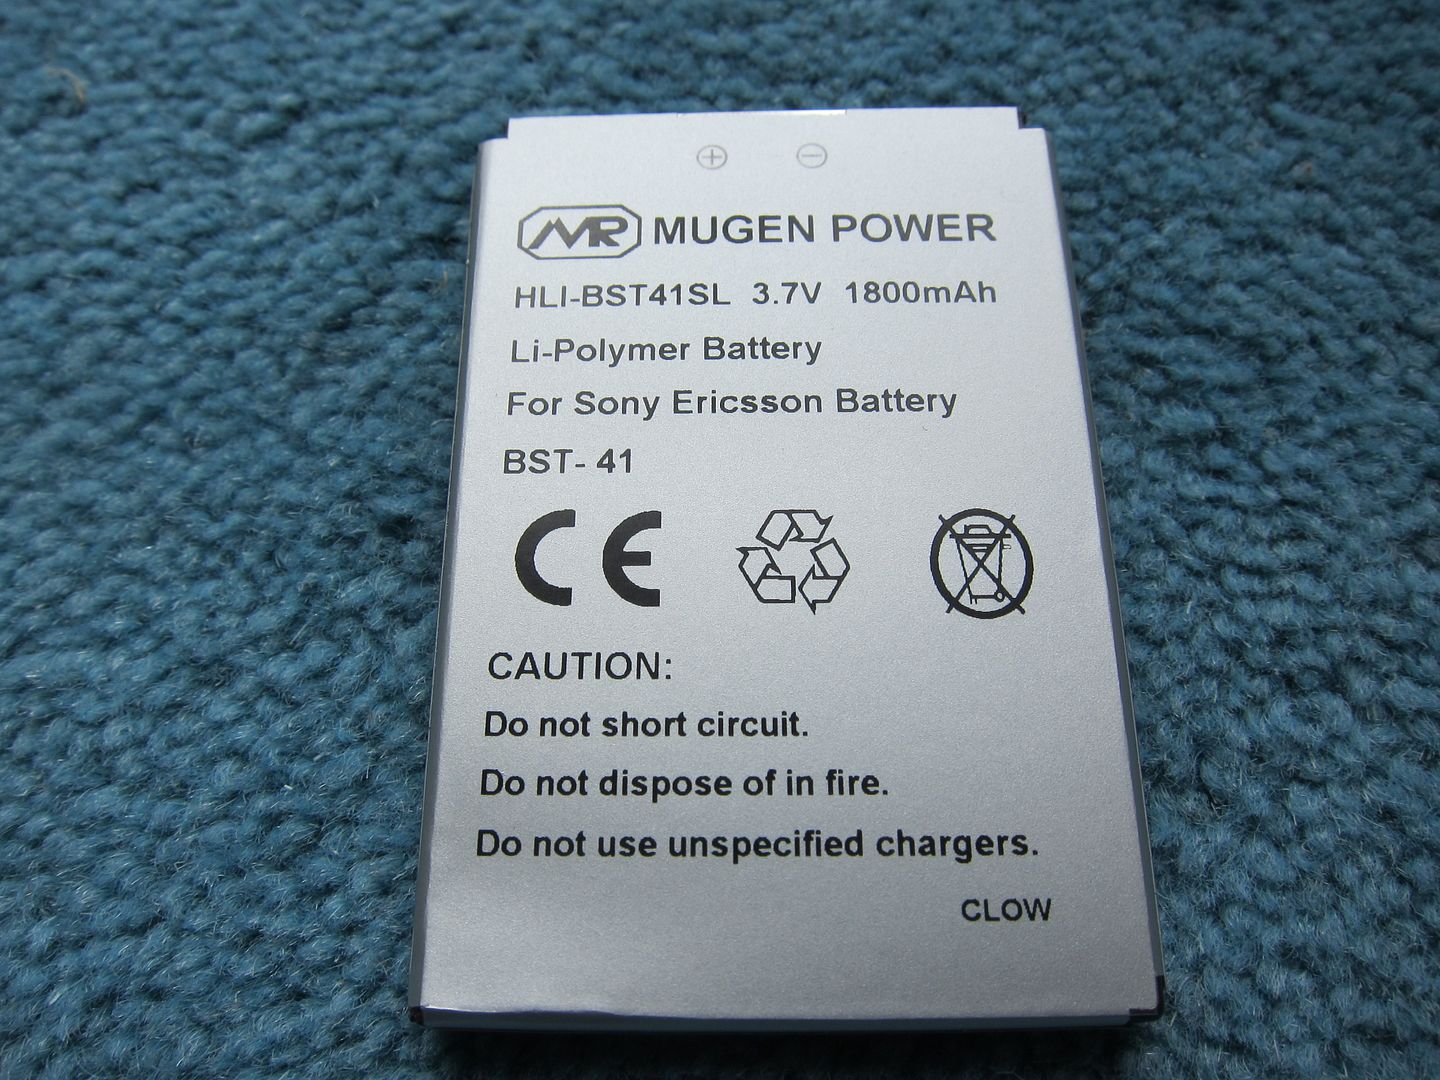 + −
MR MUGEN POWER
HLI-BST41SL 3.7V 1800mAh
Li-Polymer Battery
For Sony Ericsson Battery
BST- 41
CE
CAUTION:
Do not short circuit.
Do not dispose of in fire.
Do not use unspecified chargers.
CLOW